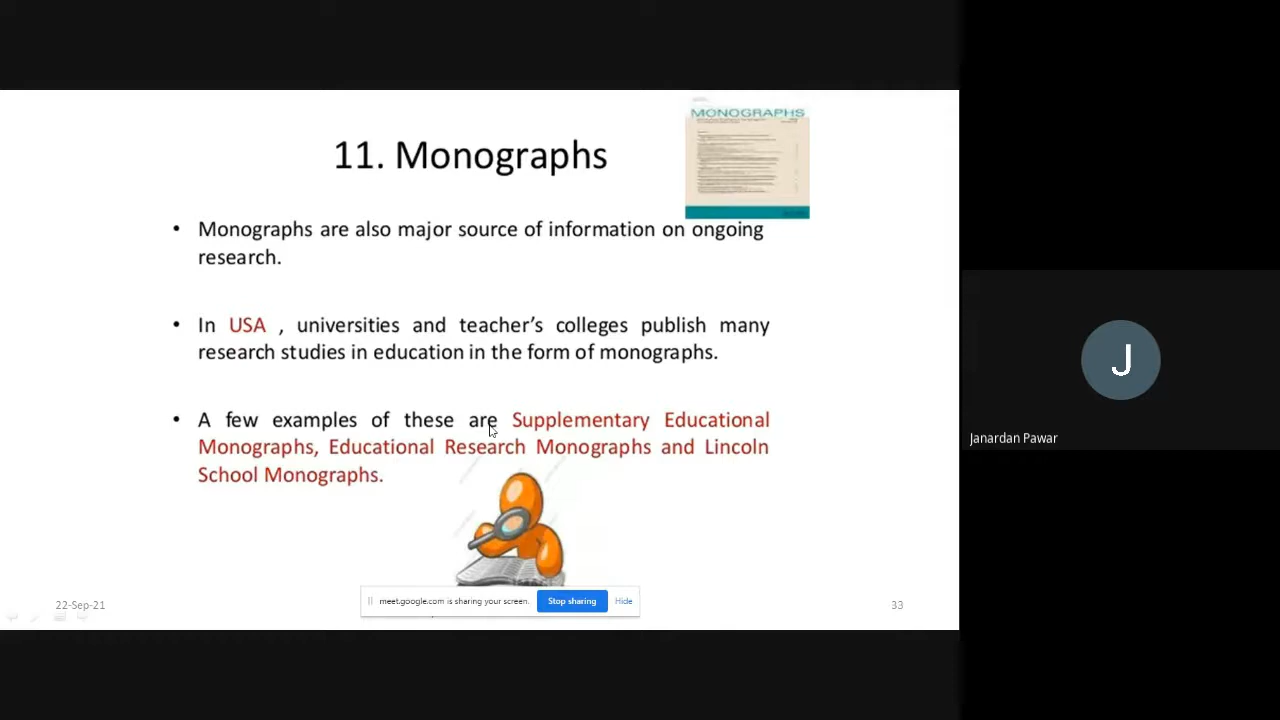 MONOGRAPHS
11. Monographs
• Monographs are also major source of information on ongoing
research.
• In USA , universities and teacher's colleges publish many
research studies in education in the form of monographs.
• A few examples of these are Supplementary Educational
Monographs, Educational Research Monographs and Lincoln
School Monographs.
J
Janardan Pawar
meet.google.com is sharing your screen.
Stop sharing
Hide
22-Sep-21
33